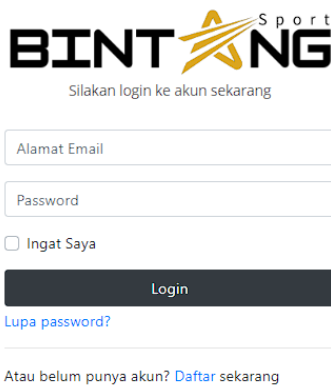 Sport
BINTANG
Silakan login ke akun sekarang
Alamat Email
Password
Ingat Saya
Login
Lupa password?
Atau belum punya akun? Daftar sekarang